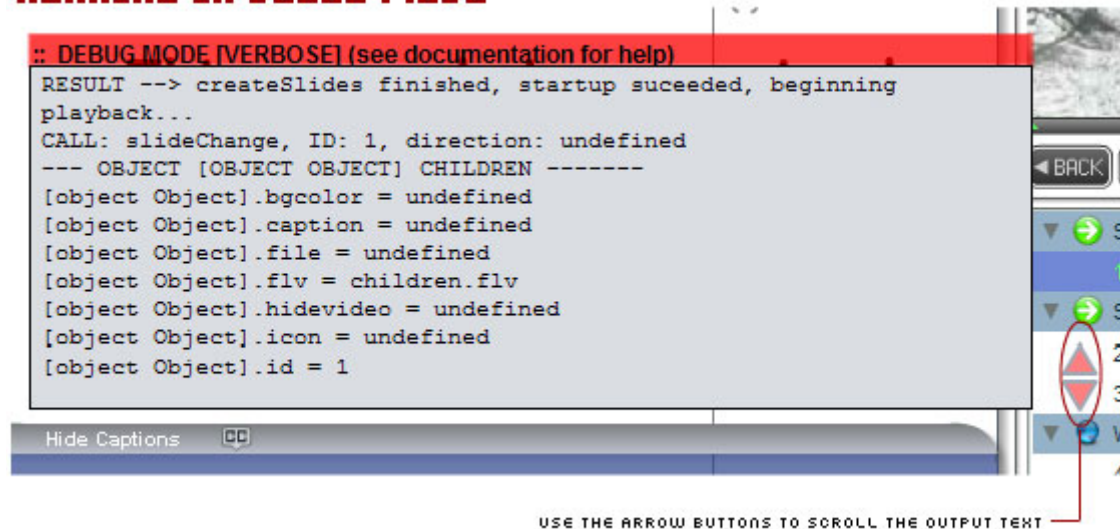 :: DEBUG MODE [VERBOSE] (see documentation for help)
RESULT --> createSlides finished, startup suceeded, beginning
playback...
CALL: slideChange, ID: 1, direction: undefined
--- OBJECT [OBJECT OBJECT] CHILDREN -------
[object Object].bgcolor = undefined
[object Object].caption = undefined
[object Object].file = undefined
[object Object].flv = children.flv
[object Object].hidevideo = undefined
[object Object].icon = undefined
[object Object].id = 1
BACK
S
1
S
2
3
Hide Captions CC
USE THE ARROW BUTTONS TO SCROLL THE OUTPUT TEXT